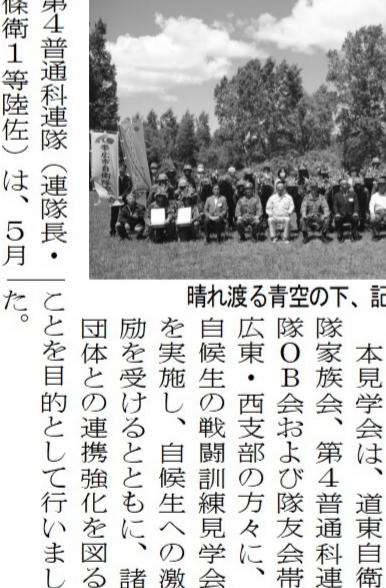 第４普通科連隊（連隊長・
條衛１等陸佐）は、５月
晴れ渡る青空の下、記
本見学会は、道東自衛
隊家族会、第４普通科連
隊ＯＢ会および隊友会帯
広東・西支部の方々に、
自候生の戦闘訓練見学会
を実施し、自候生への激
励を受けるとともに、諸
団体との連携強化を図る
ことを目的として行いまし
た。